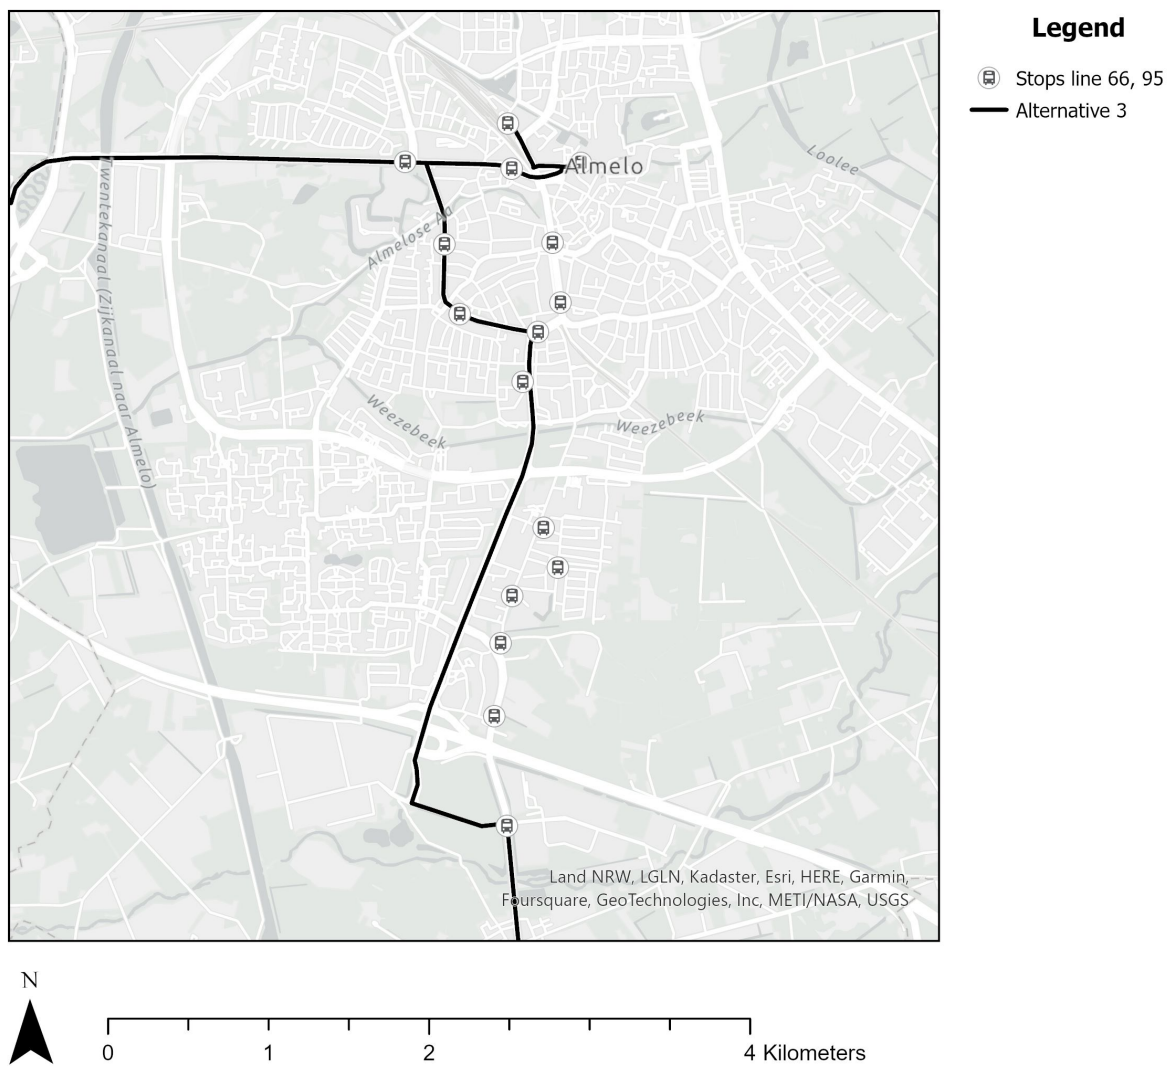 Legend
Stops line 66, 95
Alternative 3
Almelo
Loolee
Almelose Aa
Twentekanaal (Zijkanaal naar Almelo)
Weezebeek
Weezebeek
Land NRW, LGLN, Kadaster, Esri, HERE, Garmin,
Foursquare, GeoTechnologies, Inc, METI/NASA, USGS
N
0 1 2 4 Kilometers